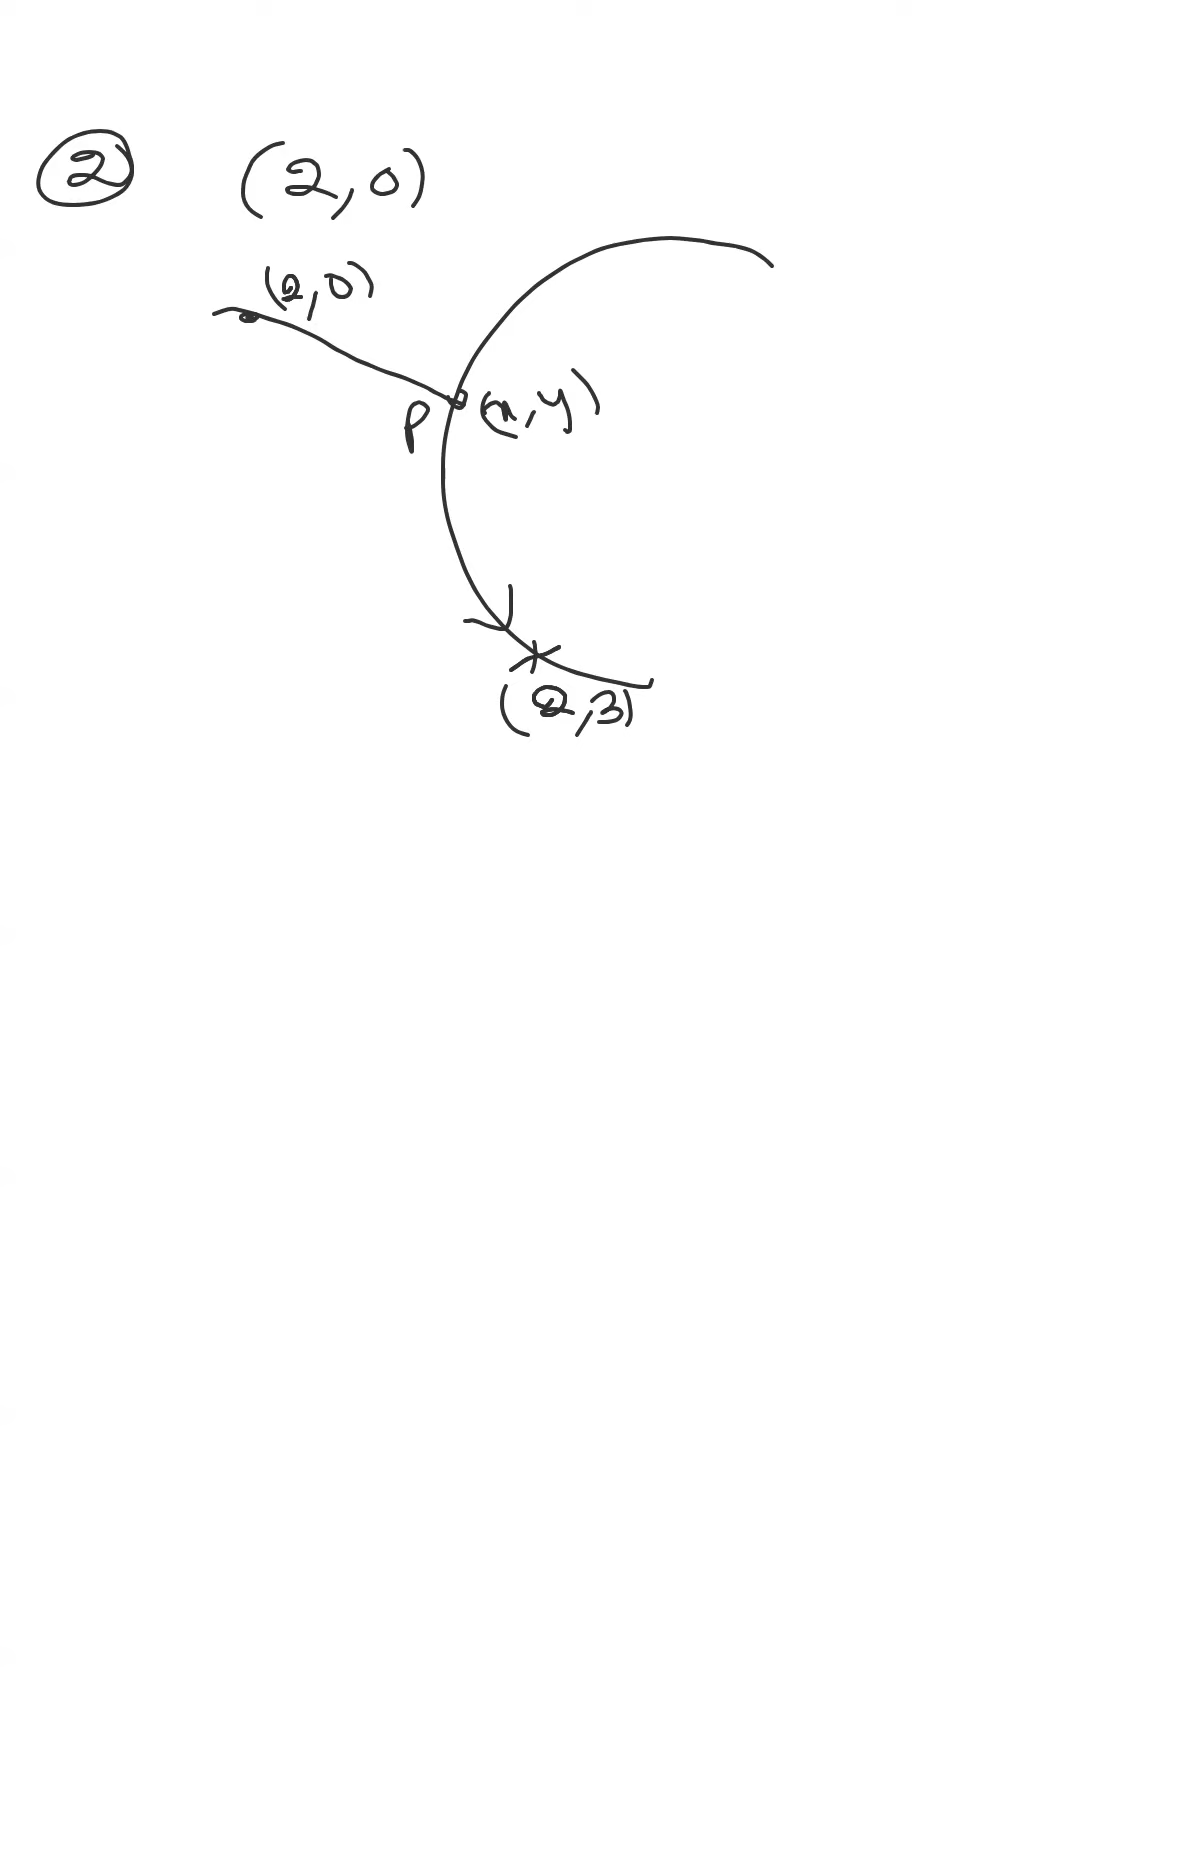 ② (2,0)
(2,0)
P (x,y)
(2,3)